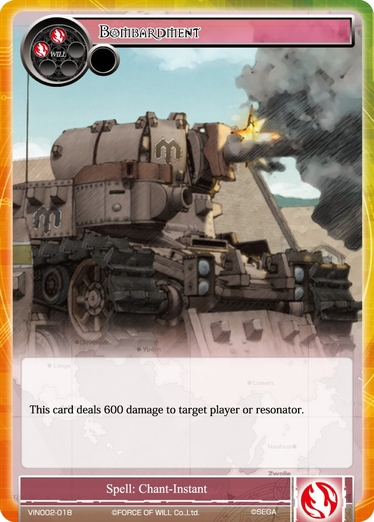 Bombardment
WILL
This card deals 600 damage to target player or resonator.
Zwolle
Spell: Chant-Instant
VIN002-018 ©FORCE OF WILL Co.,Ltd. ©SEGA